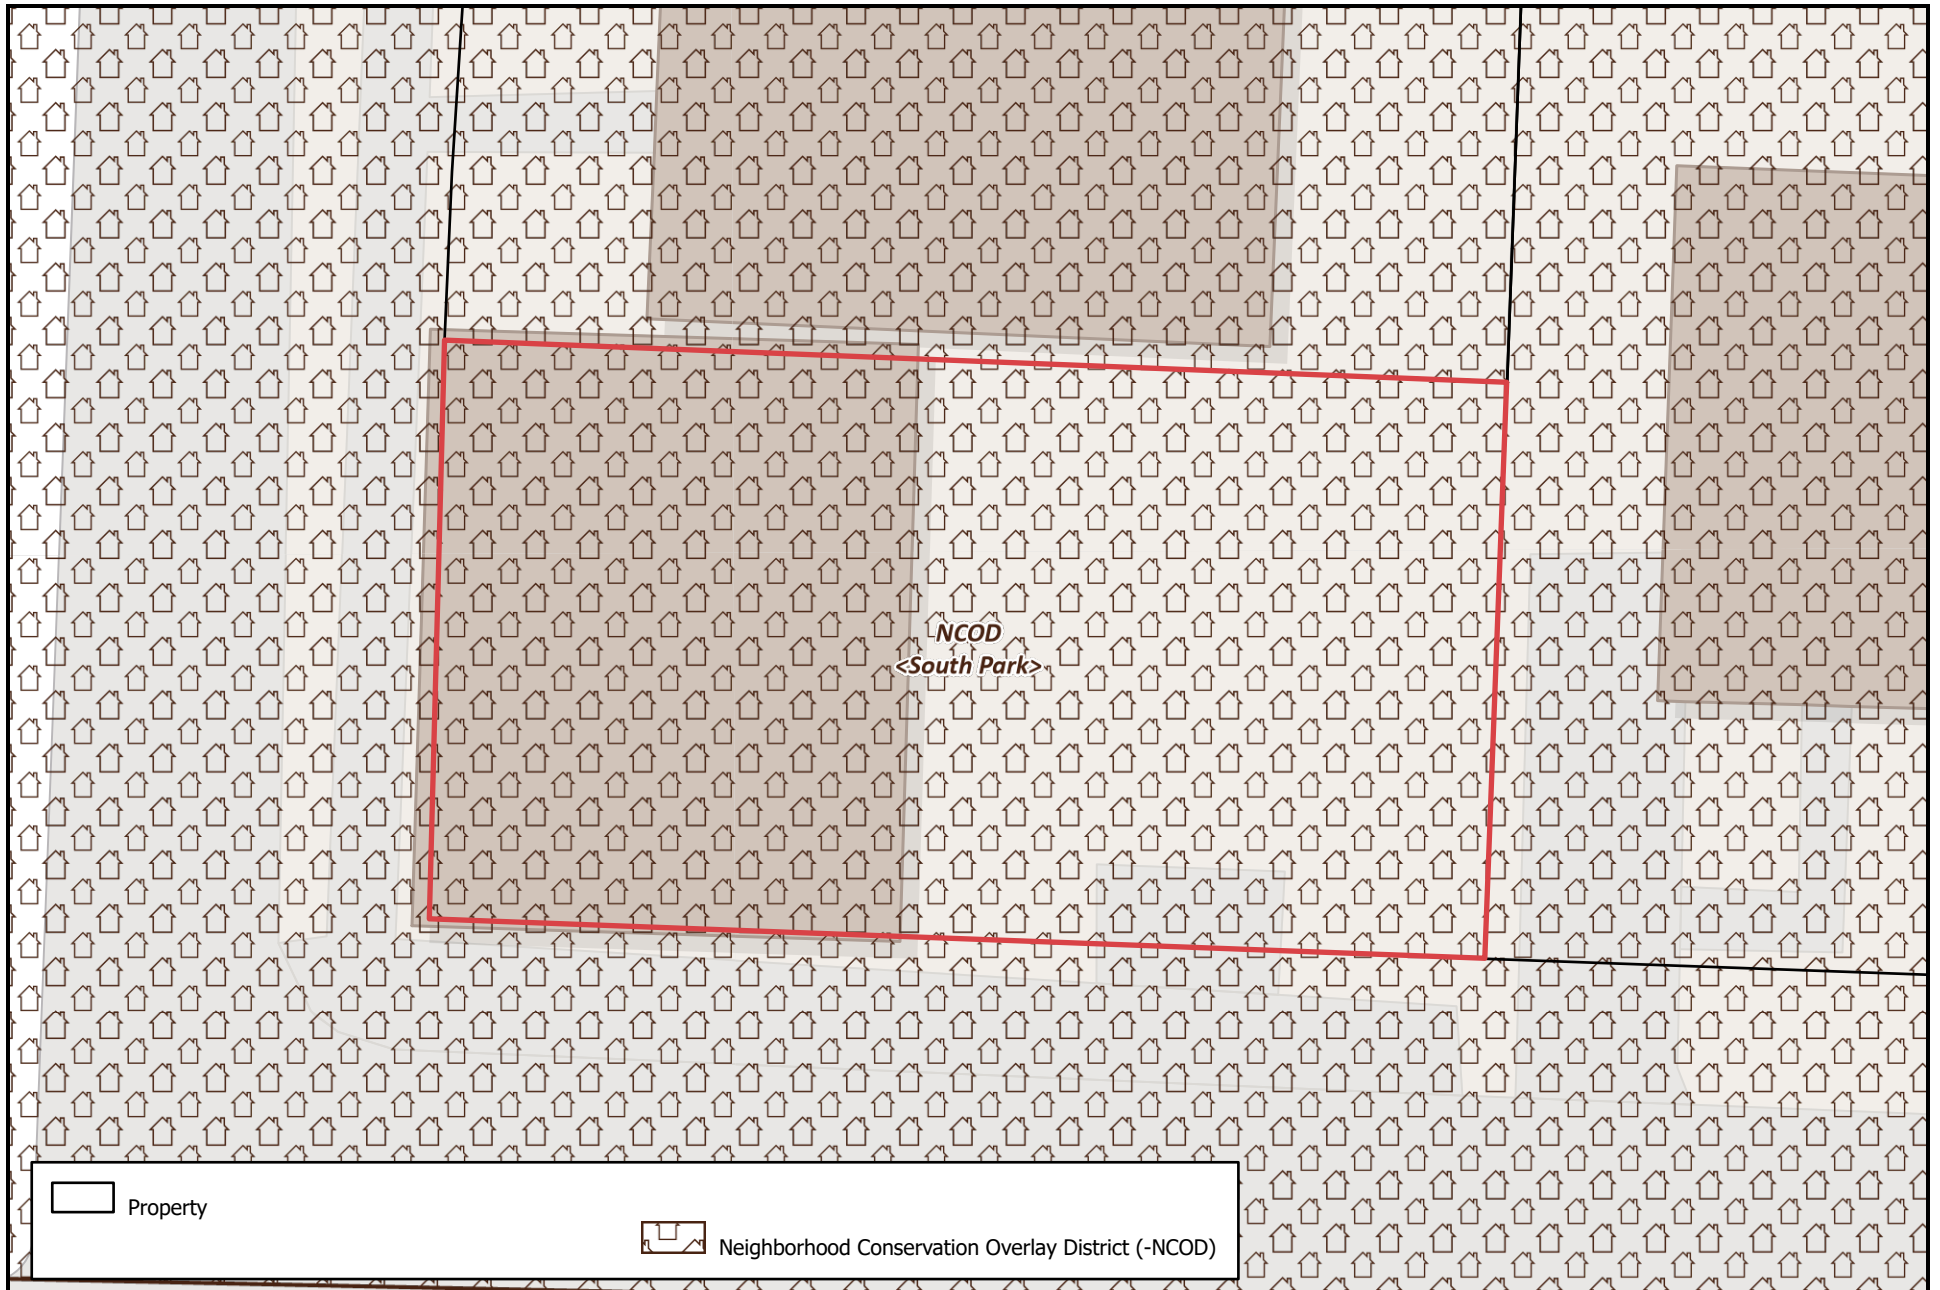 NCOD
<South Park>
Property
Neighborhood Conservation Overlay District (-NCOD)